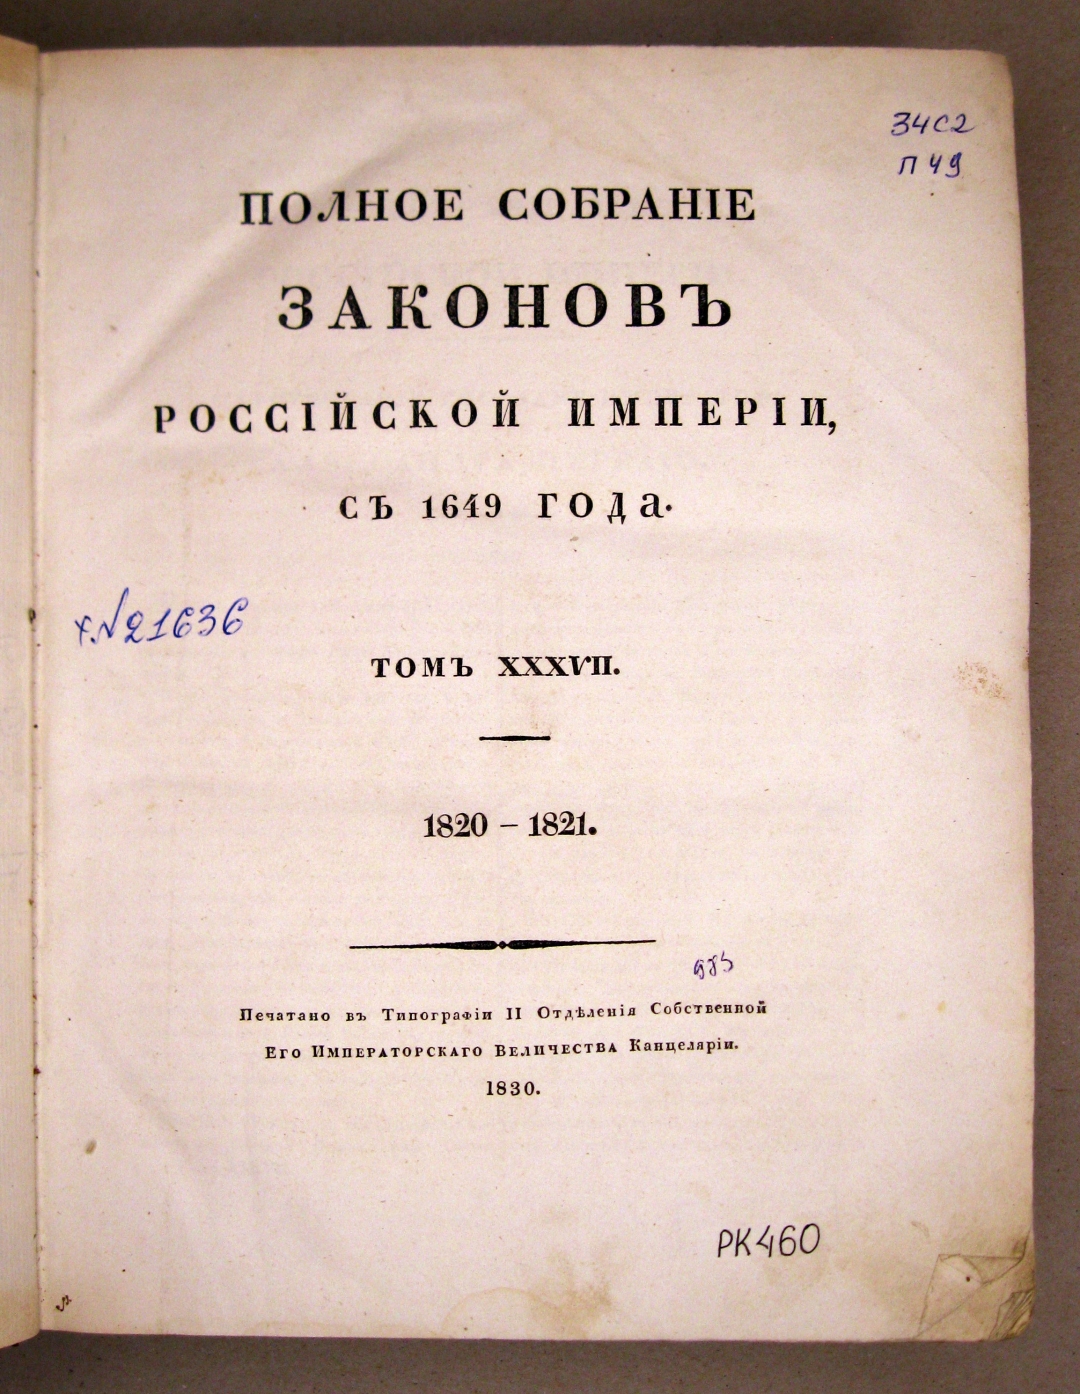 34С2
П 49
ПОЛНОЕ СОБРАНІЕ
ЗАКОНОВЪ
РОССІЙСКОЙ ИМПЕРІИ,
СЪ 1649 ГОДа.
№21636
ТОМЪ XXXVII.
1820 – 1821.
Печатано въ Типографіи II Отдѣленія Собственной
Его Императорскаго Величества Канцеляріи.
1830.
РК460